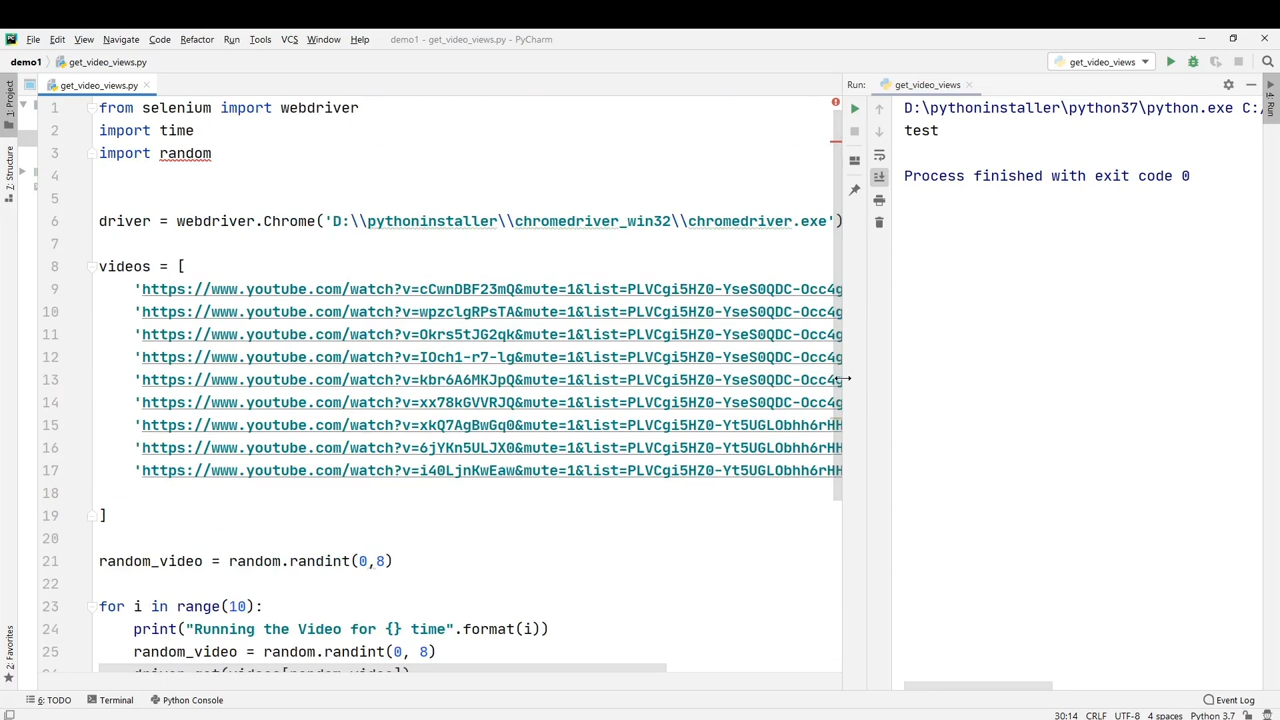 File Edit View Navigate Code Refactor Run Tools VCS Window Help demo1 - get_video_views.py - PyCharm
demo1 get_video_views.py get_video_views
get_video_views.py Run: get_video_views
1: Project
Z: Structure
2: Favorites
4: Run
1 from selenium import webdriver
2 import time
3 import random
4
5
6 driver = webdriver.Chrome('D:\\pythoninstaller\\chromedriver_win32\\chromedriver.exe')
7
8 videos = [
9 'https://www.youtube.com/watch?v=cCwnDBF23mQ&mute=1&list=PLVCgi5HZ0-YseS0QDC-Occ4g
10 'https://www.youtube.com/watch?v=wpzclgRPsTA&mute=1&list=PLVCgi5HZ0-YseS0QDC-Occ4g
11 'https://www.youtube.com/watch?v=Okrs5tJG2qk&mute=1&list=PLVCgi5HZ0-YseS0QDC-Occ4g
12 'https://www.youtube.com/watch?v=IOch1-r7-lg&mute=1&list=PLVCgi5HZ0-YseS0QDC-Occ4g
13 'https://www.youtube.com/watch?v=kbr6A6MKJpQ&mute=1&list=PLVCgi5HZ0-YseS0QDC-Occ4g
14 'https://www.youtube.com/watch?v=xx78kGVVRJQ&mute=1&list=PLVCgi5HZ0-YseS0QDC-Occ4g
15 'https://www.youtube.com/watch?v=xkQ7AgBwGq0&mute=1&list=PLVCgi5HZ0-Yt5UGLObhh6rHH
16 'https://www.youtube.com/watch?v=6jYKn5ULJX0&mute=1&list=PLVCgi5HZ0-Yt5UGLObhh6rHH
17 'https://www.youtube.com/watch?v=i40LjnKwEaw&mute=1&list=PLVCgi5HZ0-Yt5UGLObhh6rHH
18
19 ]
20
21 random_video = random.randint(0,8)
22
23 for i in range(10):
24 print("Running the Video for {} time".format(i))
25 random_video = random.randint(0, 8)
driver.get(videos[random_video])
D:\pythoninstaller\python37\python.exe C:/
test
Process finished with exit code 0
6: TODO Terminal Python Console Event Log
30:14 CRLF UTF-8 4 spaces Python 3.7